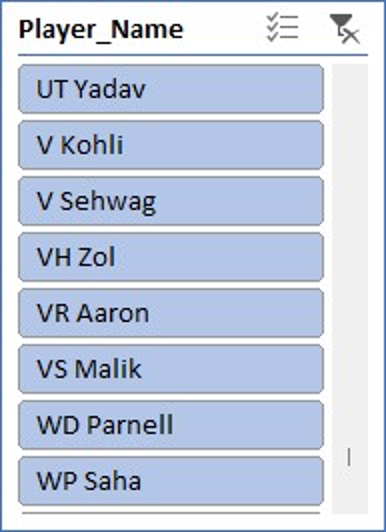 Player_Name
UT Yadav
V Kohli
V Sehwag
VH Zol
VR Aaron
VS Malik
WD Parnell
WP Saha